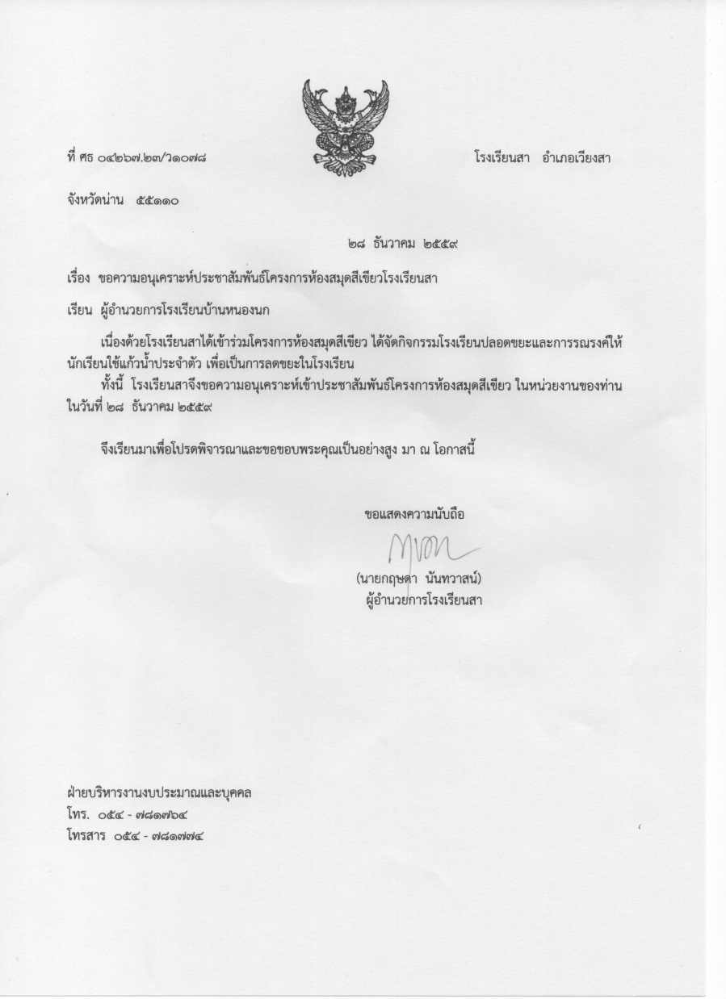 ที่ ศธ ๐๔๒๖๗.๒๓/ว๑๐๗๘ โรงเรียนสา อำเภอเวียงสา
จังหวัดน่าน ๕๕๑๑๐
๒๘ ธันวาคม ๒๕๕๙
เรื่อง ขอความอนุเคราะห์ประชาสัมพันธ์โครงการห้องสมุดสีเขียวโรงเรียนสา
เรียน ผู้อำนวยการโรงเรียนบ้านหนองนก
เนื่องด้วยโรงเรียนสาได้เข้าร่วมโครงการห้องสมุดสีเขียว ได้จัดกิจกรรมโรงเรียนปลอดขยะและการรณรงค์ให้
นักเรียนใช้แก้วน้ำประจำตัว เพื่อเป็นการลดขยะในโรงเรียน
ทั้งนี้ โรงเรียนสาจึงขอความอนุเคราะห์เข้าประชาสัมพันธ์โครงการห้องสมุดสีเขียว ในหน่วยงานของท่าน
ในวันที่ ๒๘ ธันวาคม ๒๕๕๙
จึงเรียนมาเพื่อโปรดพิจารณาและขอขอบพระคุณเป็นอย่างสูง มา ณ โอกาสนี้
ขอแสดงความนับถือ
(นายกฤษดา นันทวาสน์)
ผู้อำนวยการโรงเรียนสา
ฝ่ายบริหารงานงบประมาณและบุคคล
โทร. ๐๕๔ - ๗๘๑๗๖๔
โทรสาร ๐๕๔ - ๗๘๑๗๗๔